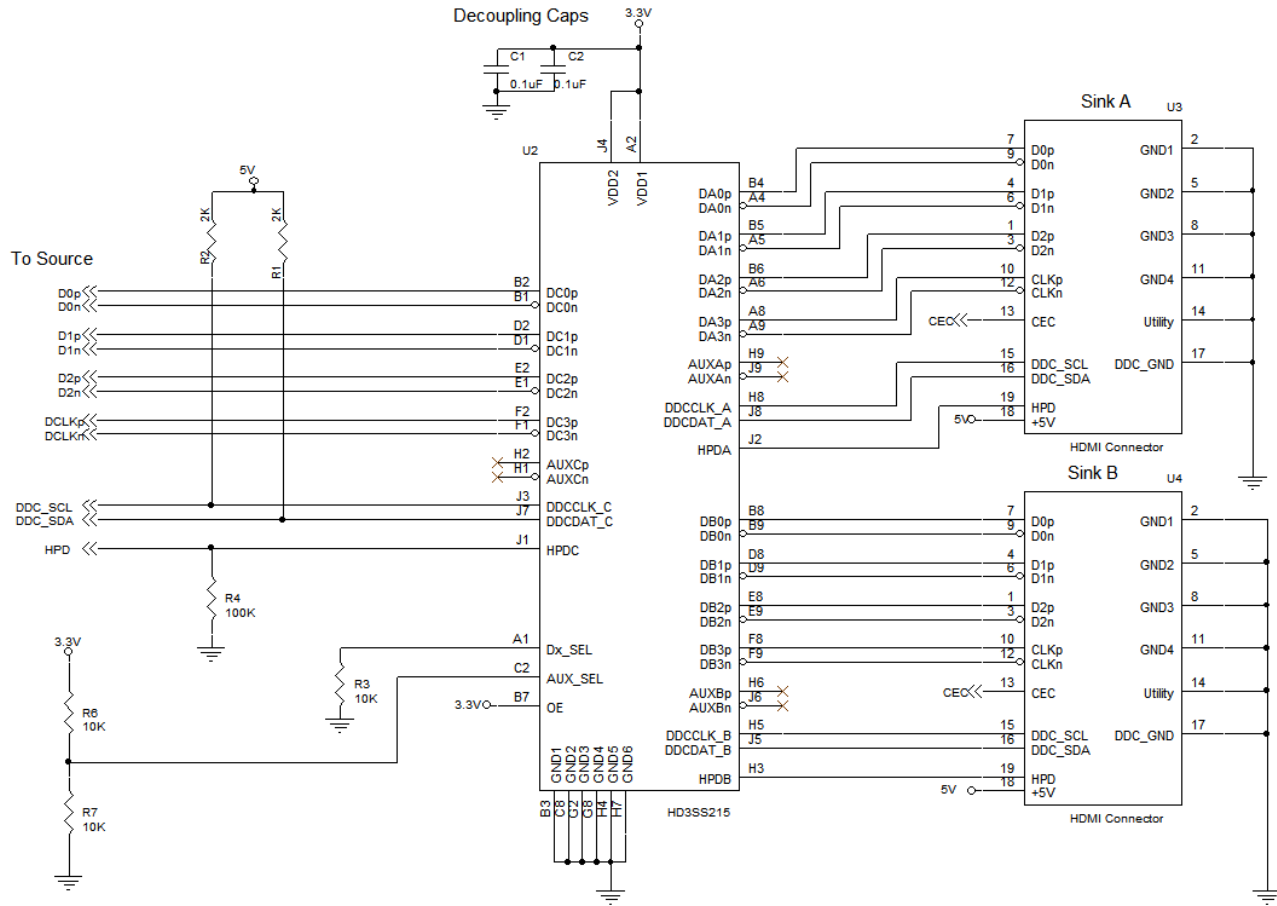 Decoupling Caps
3.3V
C1 C2
0.1uF 0.1uF
To Source
5V
2K 2K
R2 R1
D0p
D0n
D1p
D1n
D2p
D2n
DCLKp
DCLKn
DDC_SCL
DDC_SDA
HPD
R4
100K
3.3V
R6
10K
R7
10K
R3
10K
3.3V
U2
J4 A2
VDD2 VDD1
B2 DC0p
B1 DC0n
D2 DC1p
D1 DC1n
E2 DC2p
E1 DC2n
F2 DC3p
F1 DC3n
H2 AUXCp
H1 AUXCn
J3 DDCCLK_C
J7 DDCDAT_C
J1 HPDC
A1 Dx_SEL
C2 AUX_SEL
B7 OE
GND1 GND2 GND3 GND4 GND5 GND6
B3 C8 G2 G8 H4 H7
HD3SS215
DA0p B4
DA0n A4
DA1p B5
DA1n A5
DA2p B6
DA2n A6
DA3p A8
DA3n A9
AUXAp H9
AUXAn J9
DDCCLK_A H8
DDCDAT_A J8
HPDA J2
DB0p B8
DB0n B9
DB1p D8
DB1n D9
DB2p E8
DB2n E9
DB3p F8
DB3n F9
AUXBp H6
AUXBn J6
DDCCLK_B H5
DDCDAT_B J5
HPDB H3
Sink A
U3
7 D0p GND1 2
9 D0n
4 D1p GND2 5
6 D1n
1 D2p GND3 8
3 D2n
10 CLKp GND4 11
12 CLKn
CEC 13 CEC Utility 14
15 DDC_SCL DDC_GND 17
16 DDC_SDA
19 HPD
5V 18 +5V
HDMI Connector
Sink B
U4
7 D0p GND1 2
9 D0n
4 D1p GND2 5
6 D1n
1 D2p GND3 8
3 D2n
10 CLKp GND4 11
12 CLKn
CEC 13 CEC Utility 14
15 DDC_SCL DDC_GND 17
16 DDC_SDA
19 HPD
5V 18 +5V
HDMI Connector